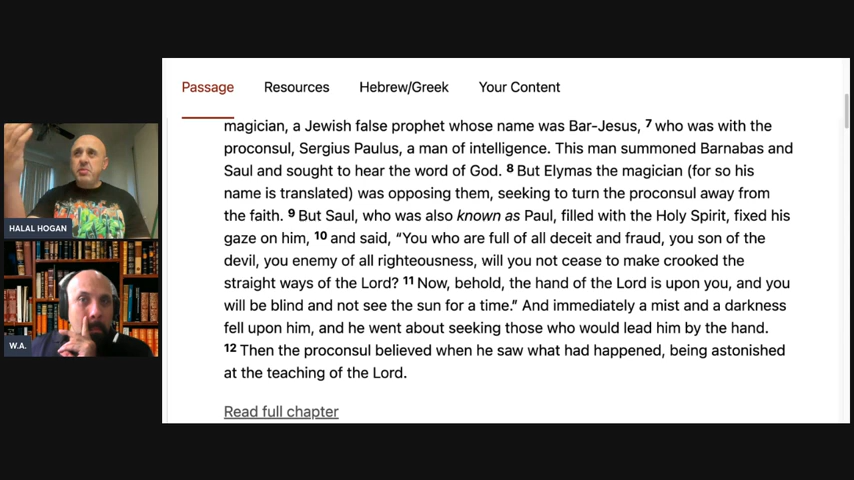 Passage
Resources
Hebrew/Greek
Your Content
magician, a Jewish false prophet whose name was Bar-Jesus, 7 who was with the
proconsul, Sergius Paulus, a man of intelligence. This man summoned Barnabas and
Saul and sought to hear the word of God. 8 But Elymas the magician (for so his
name is translated) was opposing them, seeking to turn the proconsul away from
the faith. 9 But Saul, who was also known as Paul, filled with the Holy Spirit, fixed his
gaze on him, 10 and said, “You who are full of all deceit and fraud, you son of the
devil, you enemy of all righteousness, will you not cease to make crooked the
straight ways of the Lord? 11 Now, behold, the hand of the Lord is upon you, and you
will be blind and not see the sun for a time.” And immediately a mist and a darkness
fell upon him, and he went about seeking those who would lead him by the hand.
12 Then the proconsul believed when he saw what had happened, being astonished
at the teaching of the Lord.
Read full chapter
HALAL HOGAN
W.A.